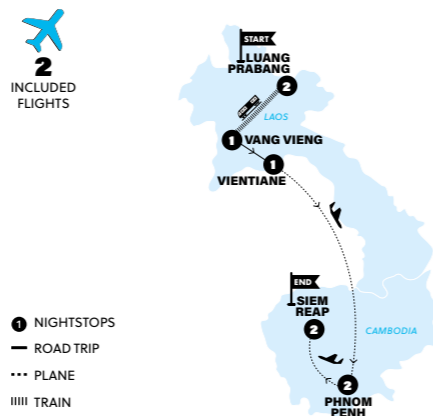 2
INCLUDED
FLIGHTS
START
LUANG
PRABANG
2
LAOS
1 VANG VIENG
1
VIENTIANE
END
SIEM
REAP
2
CAMBODIA
2
PHNOM
PENH
1 NIGHTSTOPS
ROAD TRIP
PLANE
TRAIN